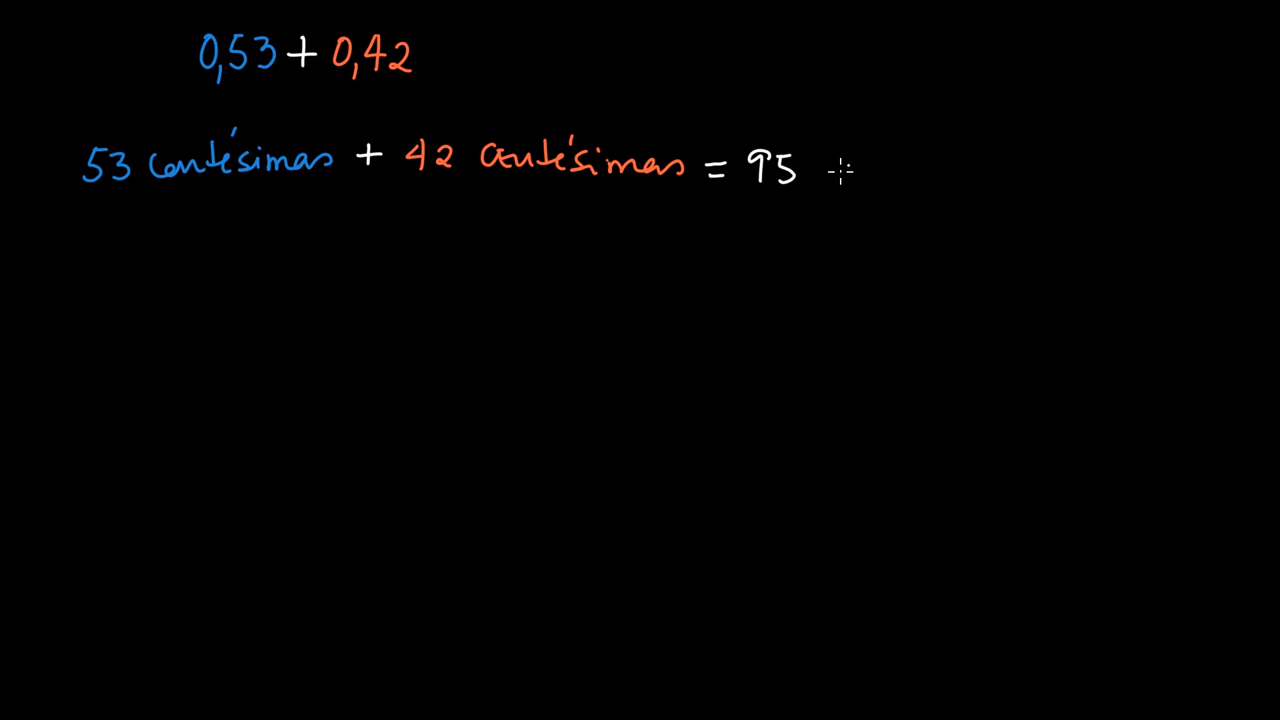 0,53 + 0,42
53 centésimas + 42 centésimas = 95